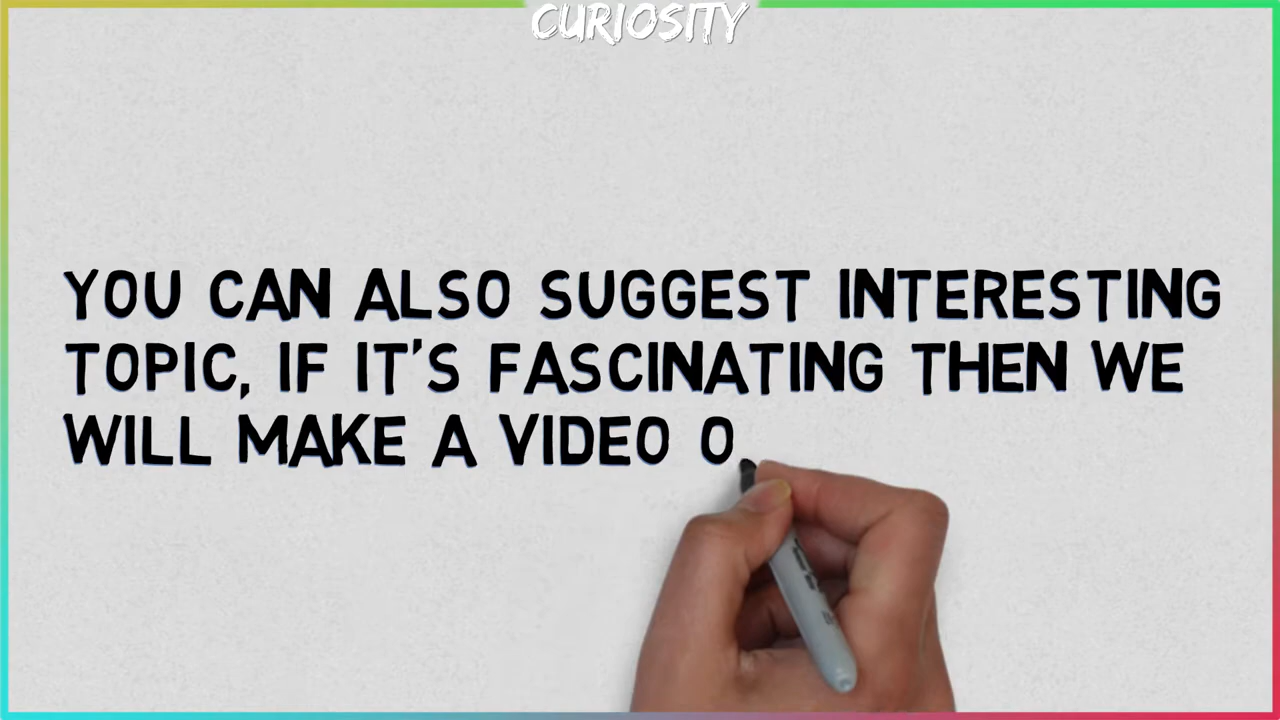 CURIOSITY
YOU CAN ALSO SUGGEST INTERESTING
TOPIC, IF IT'S FASCINATING THEN WE
WILL MAKE A VIDEO O